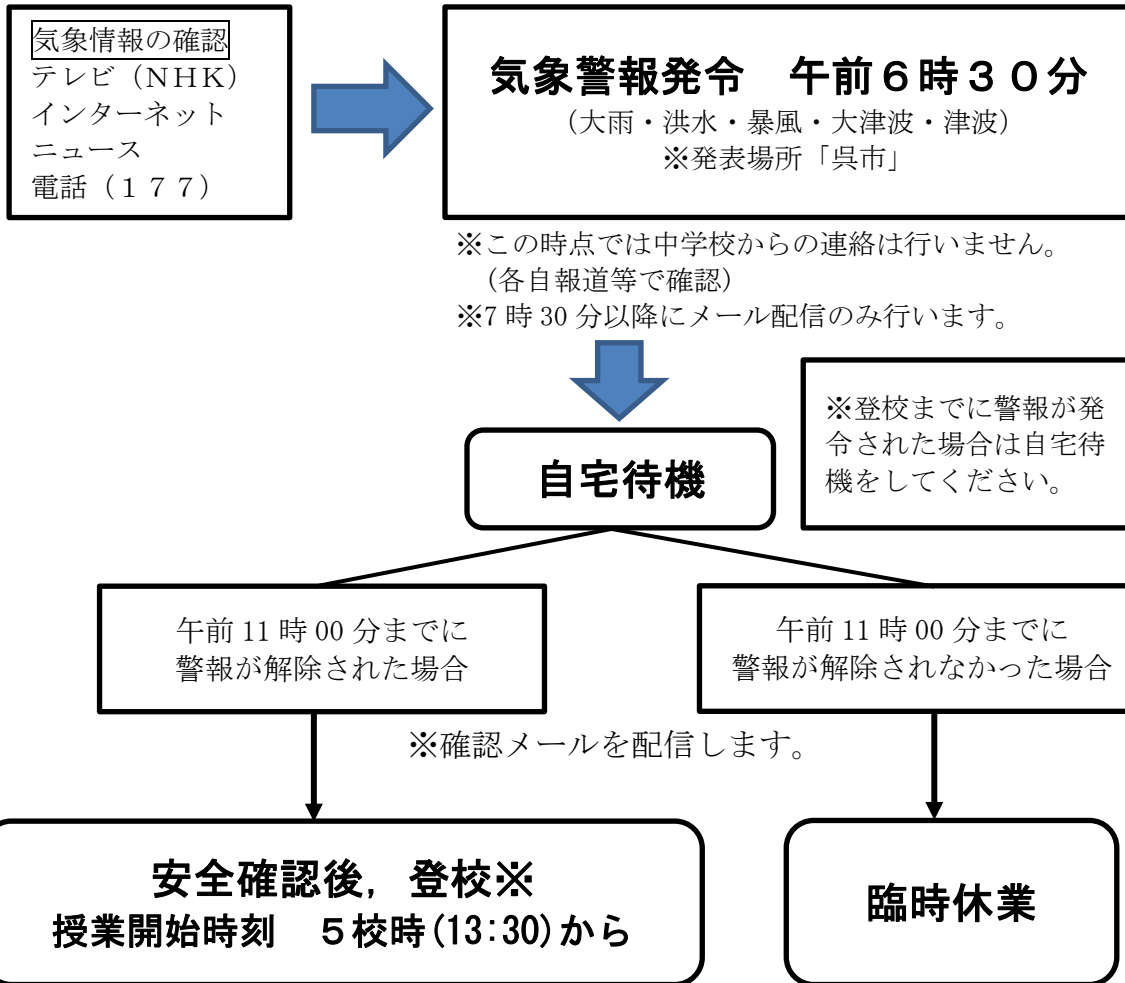 気象情報の確認
テレビ（ＮＨＫ）
インターネット
ニュース
電話（１７７）
気象警報発令　午前６時３０分
（大雨・洪水・暴風・大津波・津波）
※発表場所「呉市」
※この時点では中学校からの連絡は行いません。
（各自報道等で確認）
※7 時 30 分以降にメール配信のみ行います。
※登校までに警報が発
令された場合は自宅待
機をしてください。
自宅待機
午前 11 時 00 分までに
警報が解除された場合
午前 11 時 00 分までに
警報が解除されなかった場合
※確認メールを配信します。
安全確認後，登校※
授業開始時刻　５校時(13:30)から
臨時休業